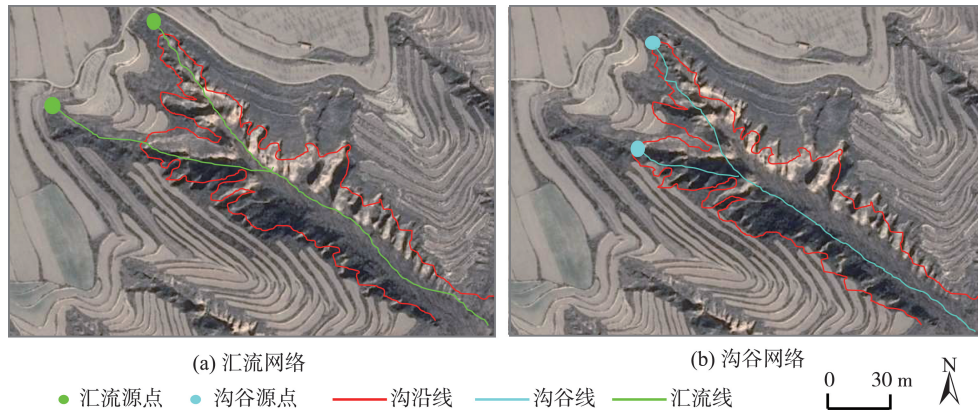 (a) 汇流网络
(b) 沟谷网络
汇流源点 沟谷源点 沟沿线 沟谷线 汇流线
0 30 m
N